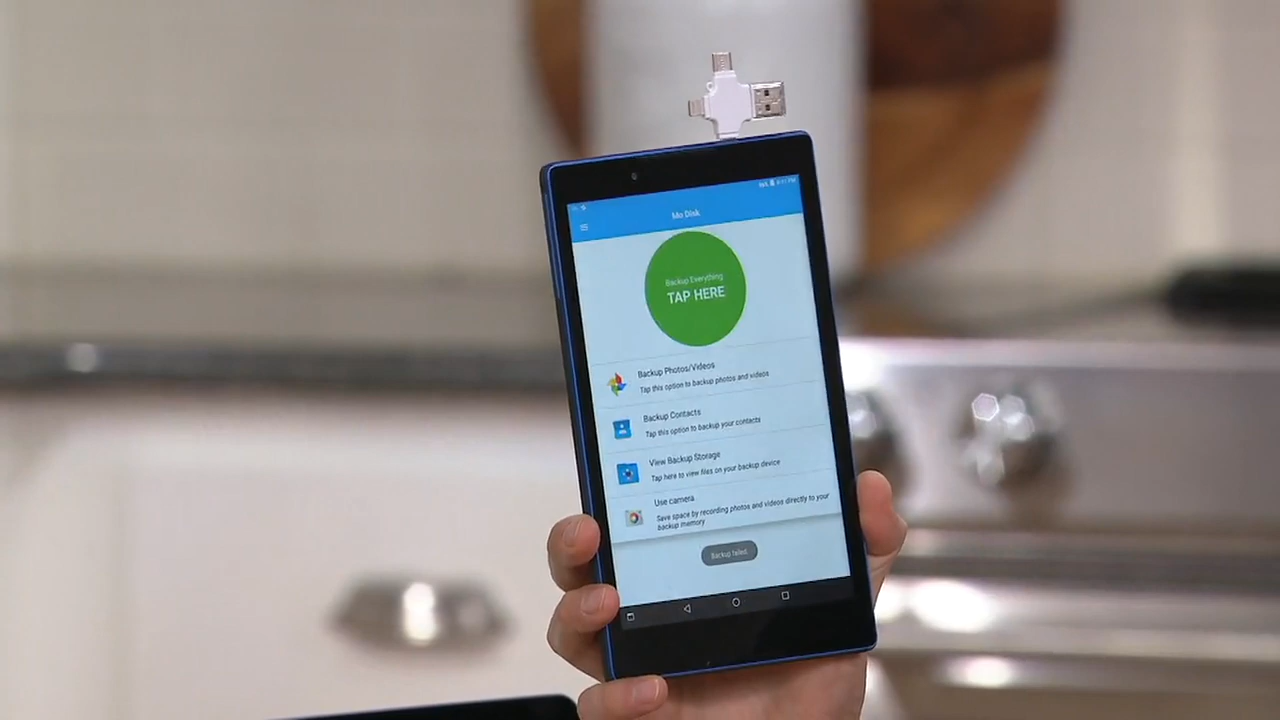 Mo Disk
Backup Everything
TAP HERE
Backup Photos/Videos
Tap this option to backup photos and videos
Backup Contacts
Tap this option to backup your contacts
View Backup Storage
Tap here to view files on your backup device
Use camera
Save space by recording photos and videos directly to your
backup memory
Backup failed.